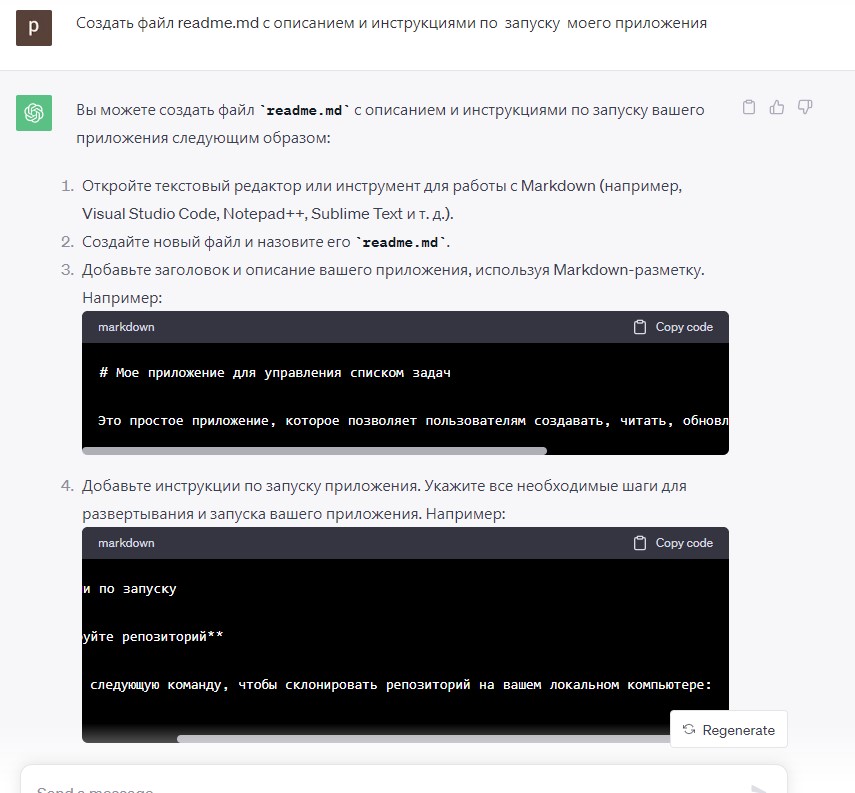 p
Создать файл readme.md с описанием и инструкциями по запуску моего приложения
Вы можете создать файл `readme.md` с описанием и инструкциями по запуску вашего
приложения следующим образом:
1. Откройте текстовый редактор или инструмент для работы с Markdown (например,
Visual Studio Code, Notepad++, Sublime Text и т. д.).
2. Создайте новый файл и назовите его `readme.md`.
3. Добавьте заголовок и описание вашего приложения, используя Markdown-разметку.
Например:
markdown
Copy code
# Мое приложение для управления списком задач
Это простое приложение, которое позволяет пользователям создавать, читать, обновл
4. Добавьте инструкции по запуску приложения. Укажите все необходимые шаги для
развертывания и запуска вашего приложения. Например:
markdown
Copy code
и по запуску
уйте репозиторий**
следующую команду, чтобы склонировать репозиторий на вашем локальном компьютере:
Regenerate
Send a message